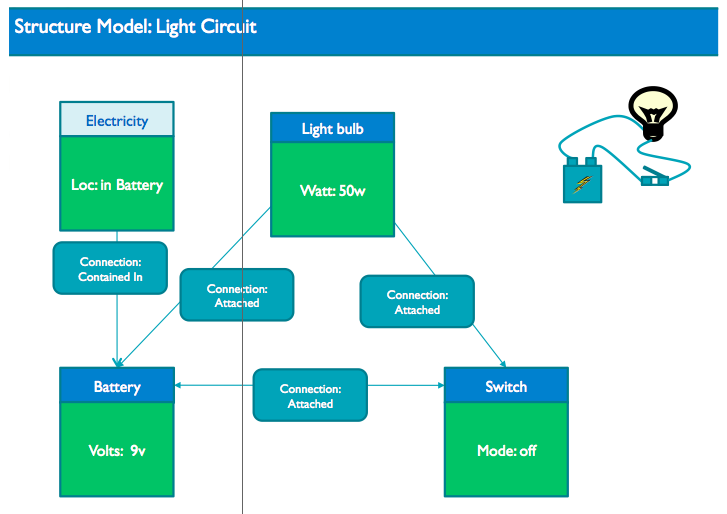 Structure Model: Light Circuit
Electricity
Loc: in Battery
Light bulb
Watt: 50w
Connection:
Contained In
Connection:
Attached
Connection:
Attached
Battery
Volts: 9v
Connection:
Attached
Switch
Mode: off